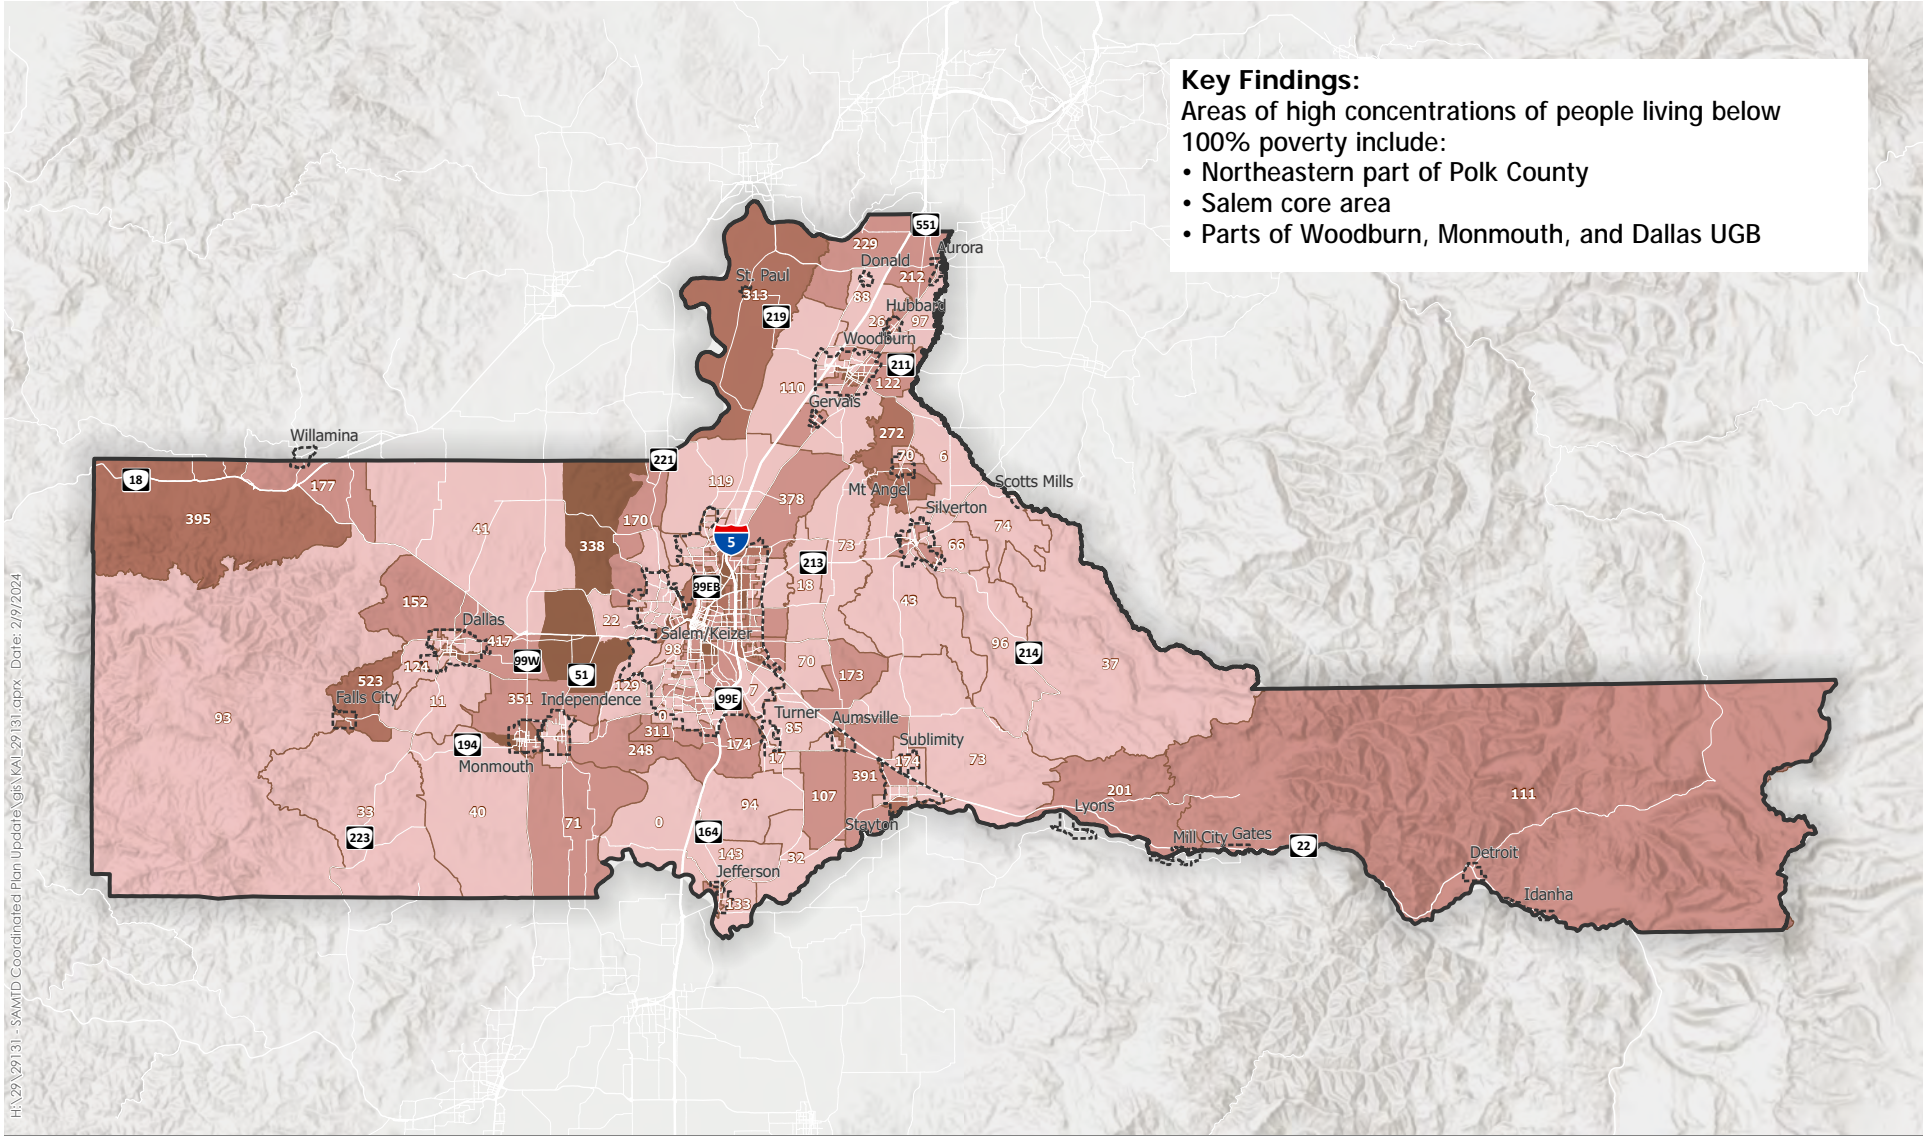 Key Findings:
Areas of high concentrations of people living below
100% poverty include:
• Northeastern part of Polk County
• Salem core area
• Parts of Woodburn, Monmouth, and Dallas UGB
551
229
Aurora
Donald
St. Paul
212
313
88
Hubbard
219
26
97
Woodburn
211
122
110
Gervais
272
Willamina
70
6
221
18
177
119
Mt Angel
Scotts Mills
378
Silverton
395
170
74
41
5
338
73
66
213
99EB
18
152
43
22
Dallas
Salem/Keizer
417
96
98
214
99W
70
37
124
51
173
523
129
7
Falls City
11
351
Independence
99E
93
0
Turner
Aumsville
85
311
194
248
174
Sublimity
17
174
73
Monmouth
391
201
107
111
94
Lyons
33
40
71
0
Stayton
164
Mill City
Gates
223
22
143
32
Detroit
Jefferson
Idanha
133
H:\29\29131 - SAMTD Coordinated Plan Update\gis\KAI_29131.aprx Date: 2/9/2024